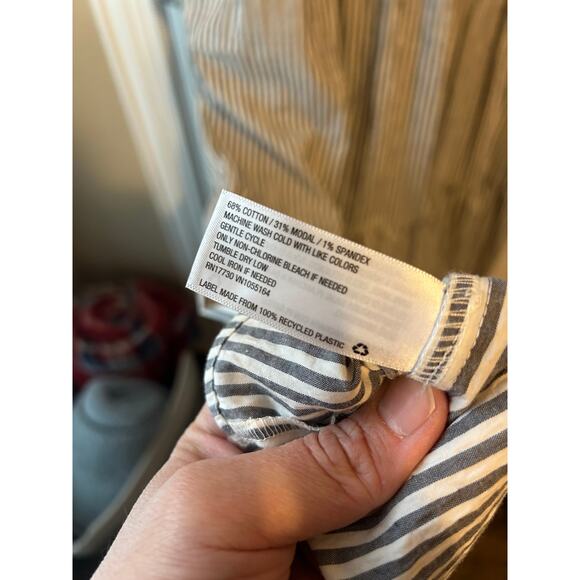 68% COTTON / 31% MODAL / 1% SPANDEX
MACHINE WASH COLD WITH LIKE COLORS
GENTLE CYCLE
ONLY NON-CHLORINE BLEACH IF NEEDED
TUMBLE DRY LOW
COOL IRON IF NEEDED
RN17730 VN1055164
LABEL MADE FROM 100% RECYCLED PLASTIC